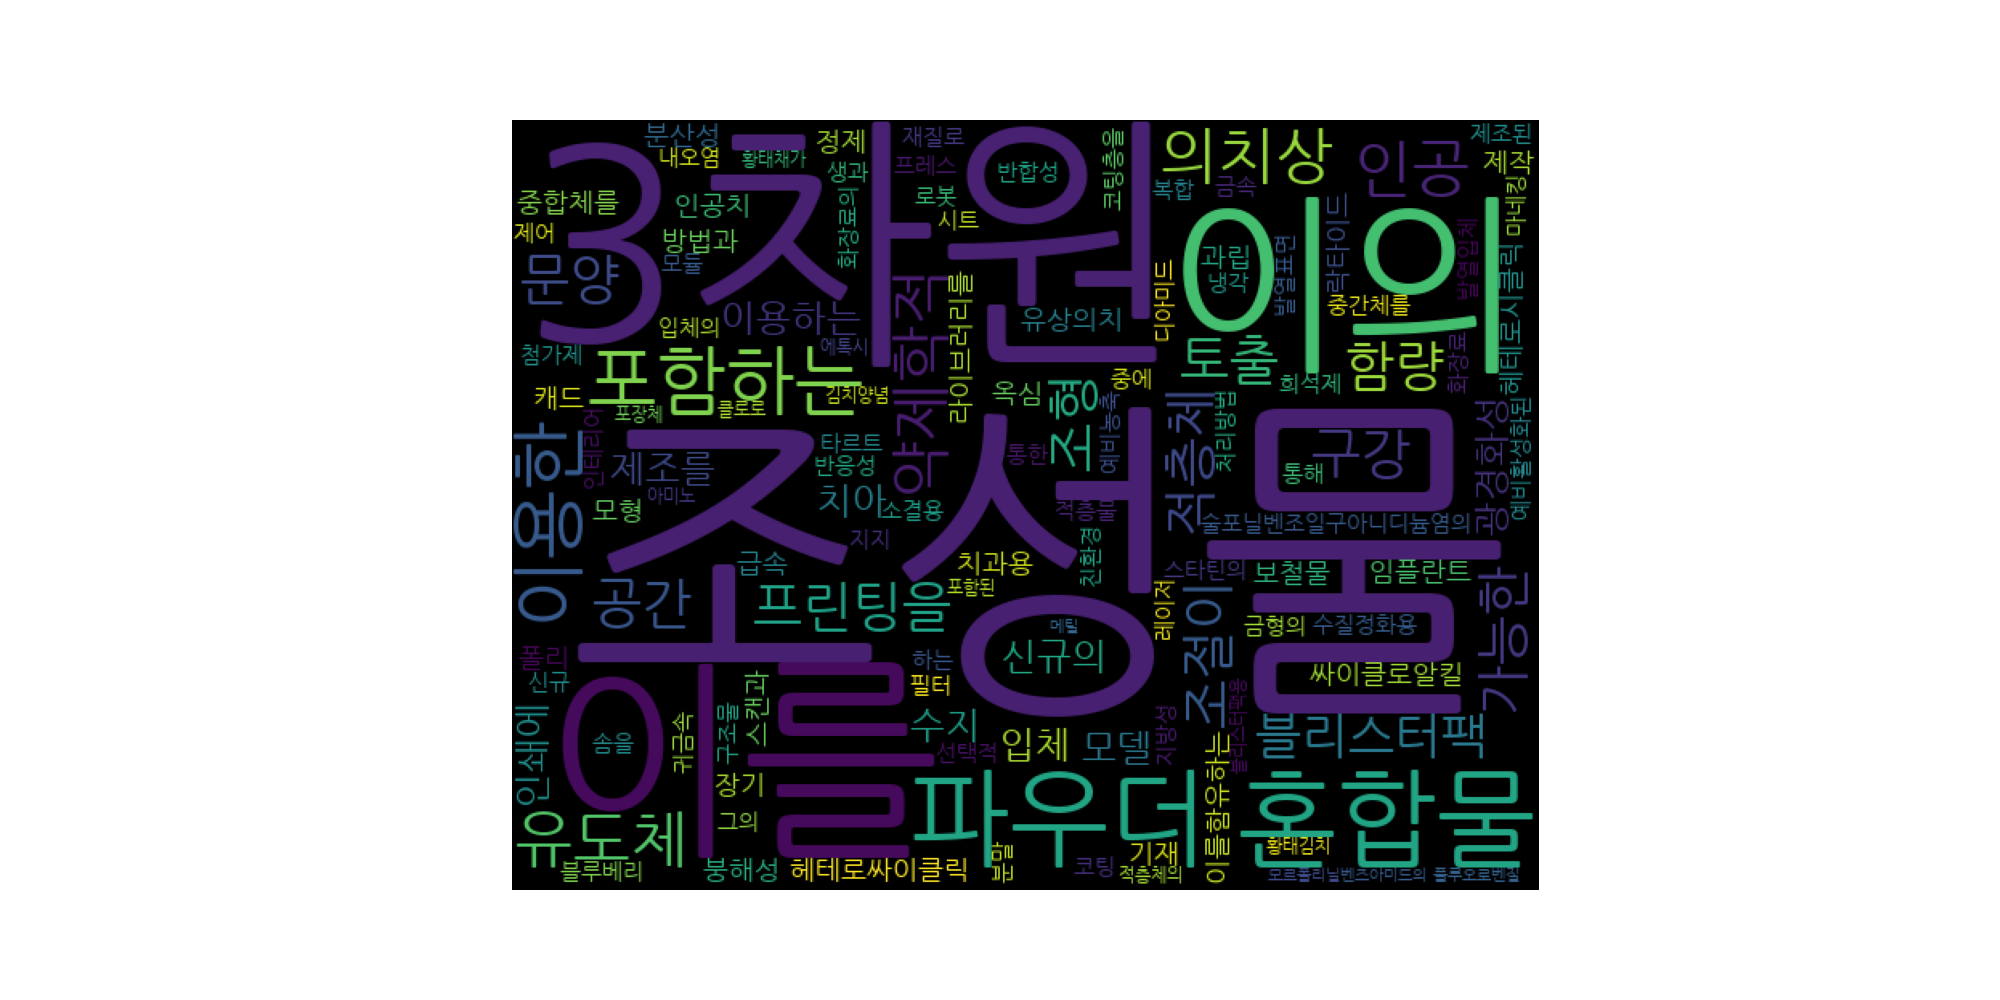 3차원
조성물
이의
이를
파우더
혼합물
포함하는
이용한
의치상
인공
함량
토출
구강
문양
공간
프린팅을
유도체
쁠리스터팩
약제학적
적층체
조형
조절이
가능한
광경화성
이용하는
제조를
치아
신규의
수지
입체
모델
인쇄에
분산성
내오염
황태채가
정제
생과
재질로
프레스
로봇
시트
반합성
코팅층을
복합
금속
제조된
제작
마네킹
중합체를
인공치
제어
방법과
모듈
화장료의
과립
냉각
발열표면
락타이드
발열입체
헤테로시클릭
중간체를
디아미드
유상의치
라이브러리를
입체의
에톡시
첨가제
캐드
포장체
클로로
김치양념
옥심
중에
희석제
화장료
인테리어
타르트
반응성
아미노
모형
소결용
지지
통한
적층물
예비농축
처리방법
통해
예비활성화된
술포닐벤조일구아니디늄염의
급속
치과용
포함된
친환경
스타틴의
보철물
임플란트
레이저
금형의
수질정화용
메틸
폴리
신규
하는
필터
싸이클로알킬
솜을
귀금속
구조물
스캔과
선택적
지방성
블리스터팩용
장기
그의
이를함유하는
황태김치
블루베리
붕해성
헤테로싸이클릭
분말
코팅
기재
적층체의
모르폴리닐벤즈아미드의
플루오로벤질